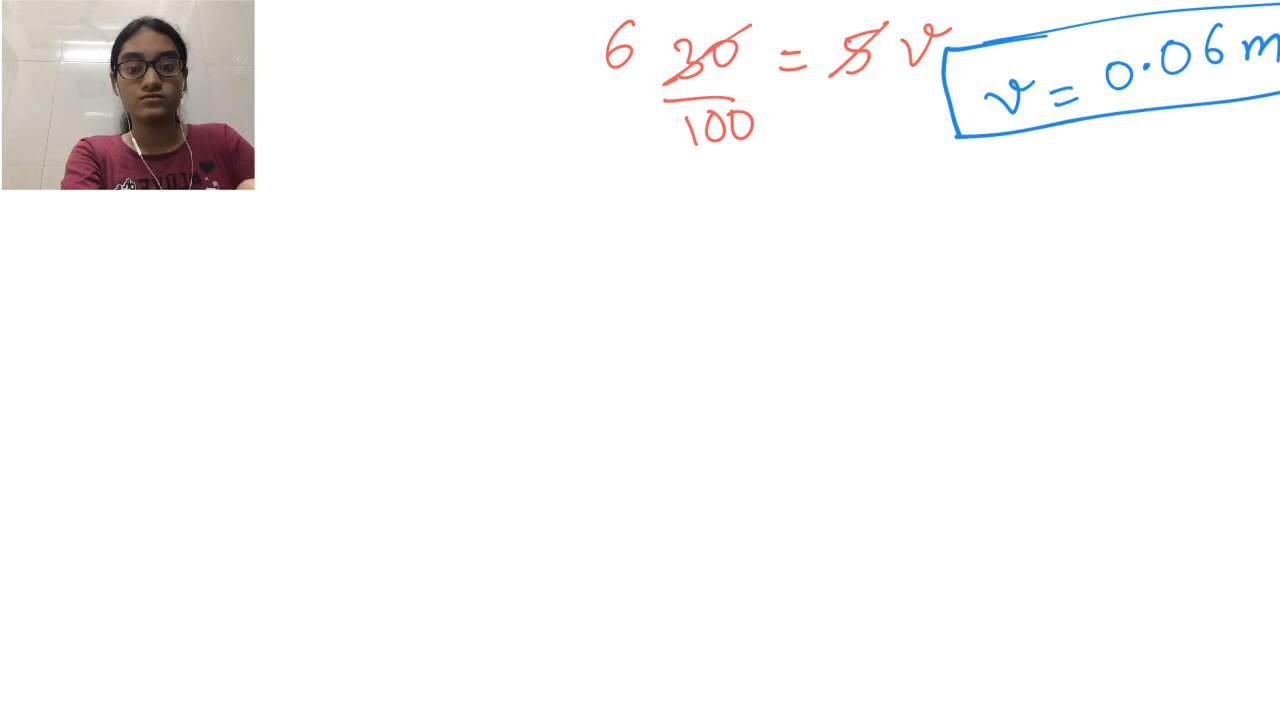 6 30 = 5 v
100
v = 0.06 m